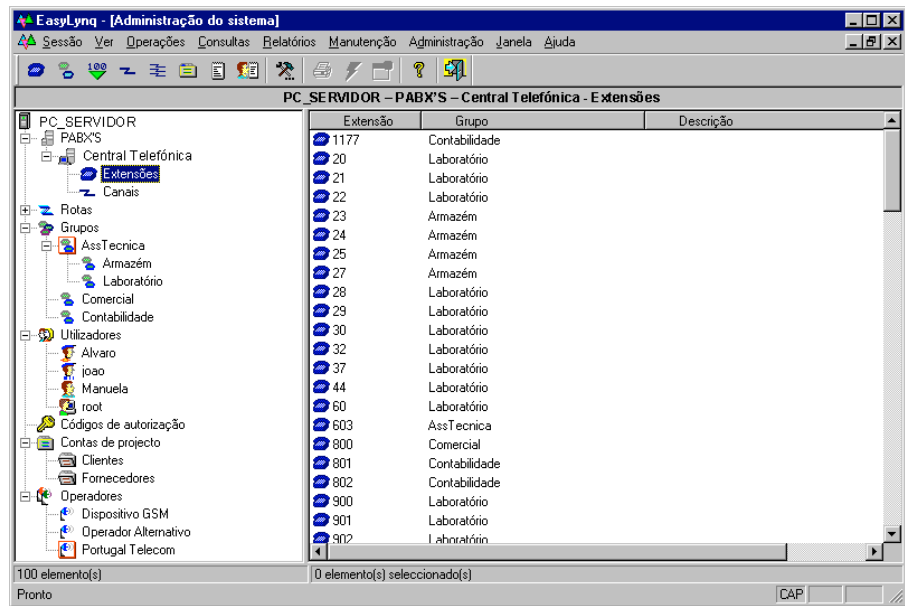 EasyLynq - [Administração do sistema]
Sessão Ver Operações Consultas Relatórios Manutenção Administração Janela Ajuda
100
PC_SERVIDOR – PABX'S – Central Telefónica - Extensões
PC_SERVIDOR
PABX'S
Central Telefónica
Extensões
Canais
Rotas
Grupos
AssTecnica
Armazém
Laboratório
Comercial
Contabilidade
Utilizadores
Alvaro
joao
Manuela
root
Códigos de autorização
Contas de projecto
Clientes
Fornecedores
Operadores
Dispositivo GSM
Operador Alternativo
Portugal Telecom
Extensão Grupo Descrição
1177 Contabilidade
20 Laboratório
21 Laboratório
22 Laboratório
23 Armazém
24 Armazém
25 Armazém
27 Armazém
28 Laboratório
29 Laboratório
30 Laboratório
32 Laboratório
37 Laboratório
44 Laboratório
60 Laboratório
603 AssTecnica
800 Comercial
801 Contabilidade
802 Contabilidade
900 Laboratório
901 Laboratório
902 Laboratório
100 elemento(s) 0 elemento(s) seleccionado(s)
Pronto CAP